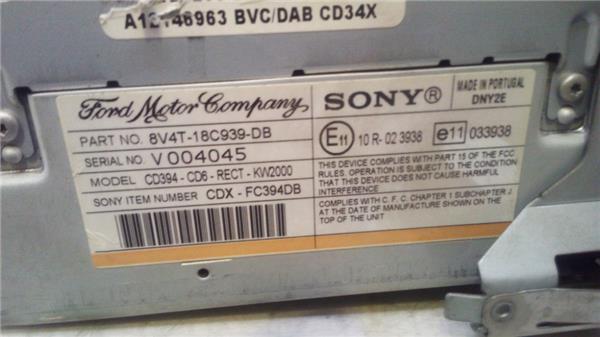 A12146963 BVC/DAB CD34X
Ford Motor Company
PART NO. 8V4T-18C939-DB
SERIAL NO. V004045
MODEL CD394 - CD6 - RECT - KW2000
SONY ITEM NUMBER CDX - FC394DB
SONY®
MADE IN PORTUGAL
DNY2E
E11 10 R- 02 3938 e11 033938
THIS DEVICE COMPLIES WITH PART 15 OF THE FCC
RULES. OPERATION IS SUBJECT TO THE CONDITION
THAT THIS DEVICE DOES NOT CAUSE HARMFUL
INTERFERENCE
COMPLIES WITH C. F. C. CHAPTER 1 SUBCHAPTER J
AT THE DATE OF MANUFACTURE SHOWN ON THE
TOP OF THE UNIT